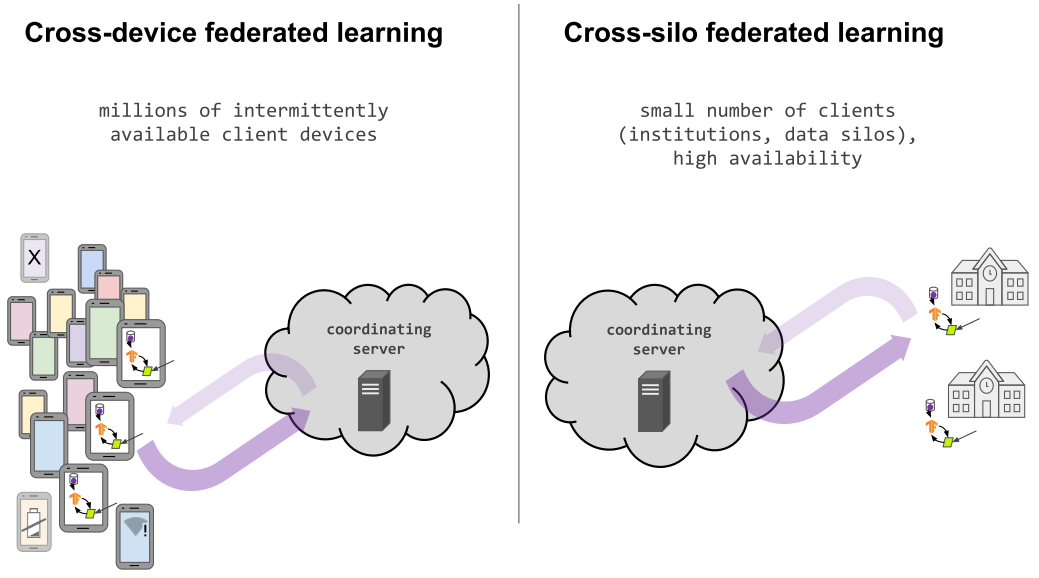 Cross-device federated learning
millions of intermittently
available client devices
X
coordinating
server
!
Cross-silo federated learning
small number of clients
(institutions, data silos),
high availability
coordinating
server